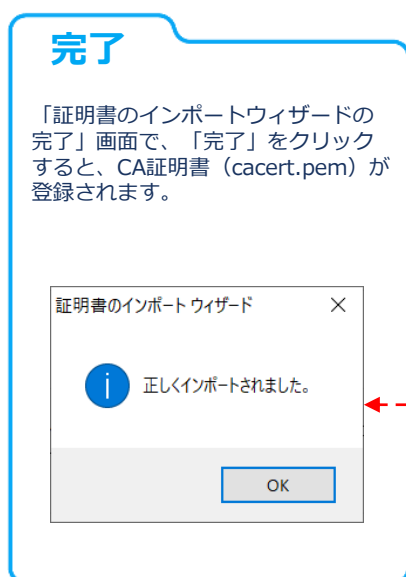 完了
「証明書のインポートウィザードの
完了」画面で、「完了」をクリック
すると、CA証明書（cacert.pem）が
登録されます。
証明書のインポート ウィザード
正しくインポートされました。
OK